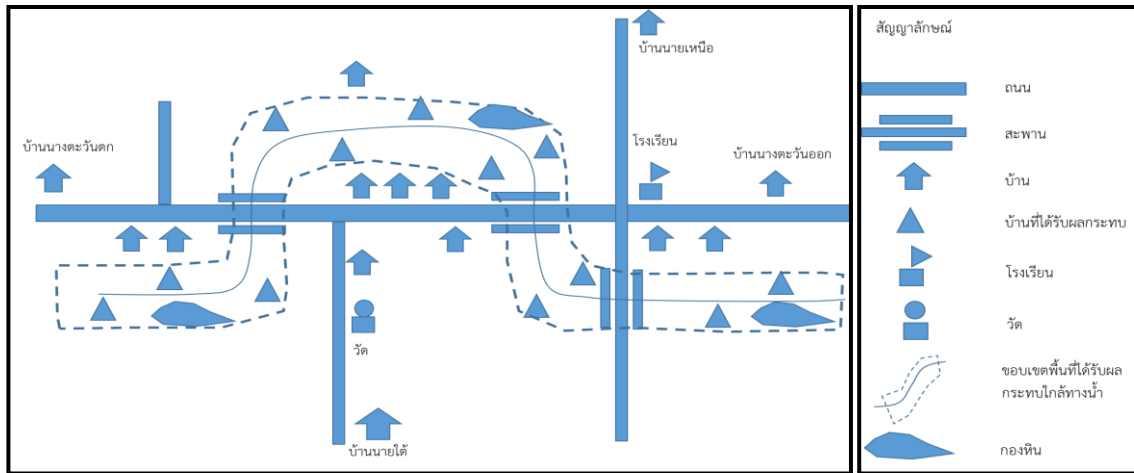 บ้านนายเหนือ
บ้านนางตะวันตก
โรงเรียน
บ้านนางตะวันออก
วัด
บ้านนายใต้
สัญญาลักษณ์
ถนน
สะพาน
บ้าน
บ้านที่ได้รับผลกระทบ
โรงเรียน
วัด
ขอบเขตพื้นที่ได้รับผล
กระทบใกล้ทางน้ำ
กองหิน